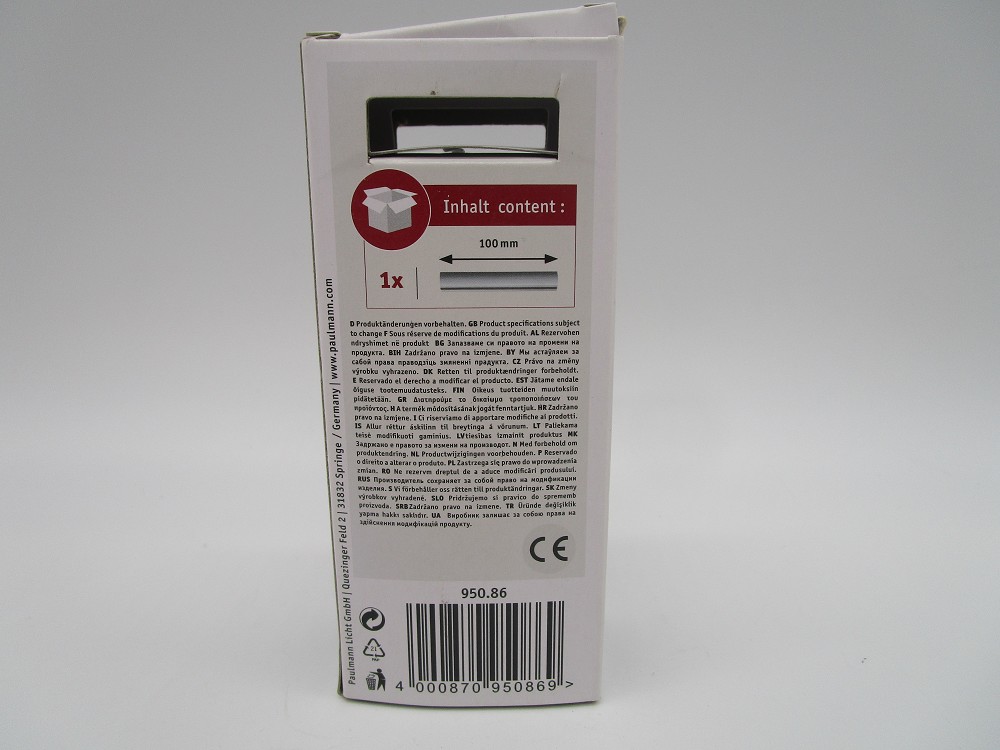 Inhalt content :
100 mm
1x
D Produktänderungen vorbehalten. GB Product specifications subject
to change F Sous réserve de modifications du produit. AL Rezervohen
ndryshimet në produkt BG Запазваме си правото на промени на
продукта. BIH Zadržano pravo na izmjene. BY Мы астаўляем за
сабой права праводзіць змяненні прадукта. CZ Právo na změny
výrobku vyhrazeno. DK Retten til produktændringer forbeholdt.
E Reservado el derecho a modificar el producto. EST Jätame endale
õiguse tootemuudatusteks. FIN Oikeus tuotteiden muutoksiin
pidätetään. GR Διατηρούμε το δικαίωμα τροποποιήσεων του
προϊόντος. H A termék módosításának jogát fenntartjuk. HR Zadržano
pravo na izmjene. I Ci riserviamo di apportare modifiche ai prodotti.
IS Allur réttur áskilinn til breytinga á vörunum. LT Paliekama
teisė modifikuoti gaminius. LV tiesības izmainīt produktus MK
Задржано е правото за измени на производот. N Med forbehold om
produktendring. NL Productwijzigingen voorbehouden. P Reservado
o direito a alterar o produto. PL Zastrzega się prawo do wprowadzenia
zmian. RO Ne rezervm dreptul de a aduce modificări produsului.
RUS Производитель сохраняет за собой право на модификации
изделия. S Vi förbehåller oss rätten till produktändringar. SK Zmeny
výrobkov vyhradené. SLO Pridržujemo si pravico do sprememb
proizvoda. SRB Zadržano pravo na izmene. TR Üründe değişiklik
yapma hakkı saklıdır. UA Виробник залишає за собою права на
здійснення модифікацій продукту.
CE
950.86
4 000870 950869 >
21
PAP
Paulmann Licht GmbH | Quezinger Feld 2 | 31832 Springe / Germany | www.paulmann.com